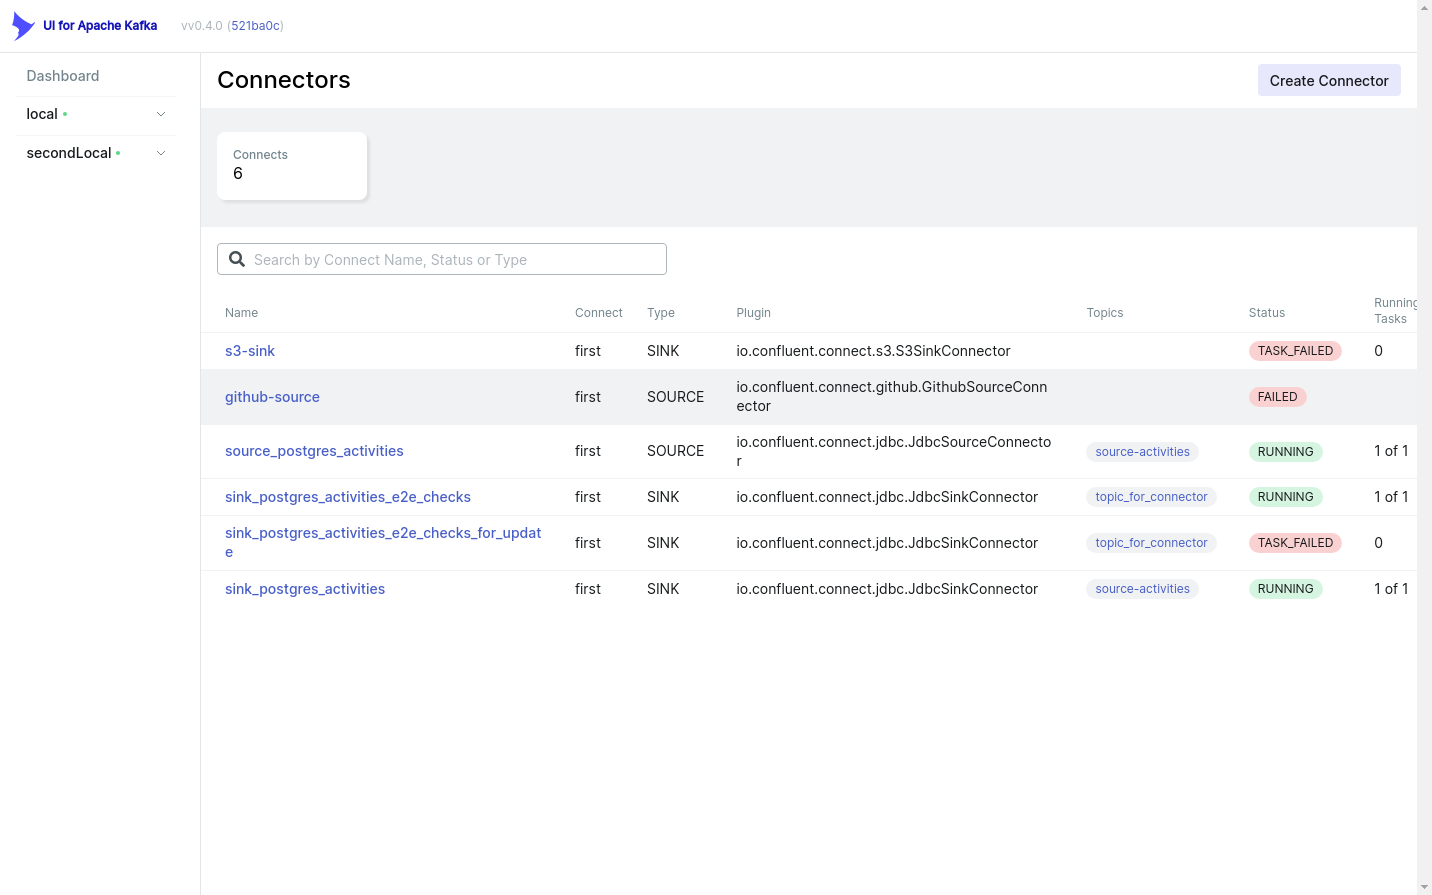 UI for Apache Kafka
vv0.4.0 (521ba0c)
Dashboard
local
secondLocal
Connectors
Create Connector
Connects
6
Search by Connect Name, Status or Type
Name Connect TYPE Plugin Topics Status Running Tasks
s3-sink first SINK io.confluent.connect.s3.S3SinkConnector TASK_FAILED 0
github-source first SOURCE io.confluent.connect.github.GithubSourceConn
ector FAILED
source_postgres_activities first SOURCE io.confluent.connect.jdbc.JdbcSourceConnecto
r source-activities RUNNING 1 of 1
sink_postgres_activities_e2e_checks first SINK io.confluent.connect.jdbc.JdbcSinkConnector topic_for_connector RUNNING 1 of 1
sink_postgres_activities_e2e_checks_for_updat
e first SINK io.confluent.connect.jdbc.JdbcSinkConnector topic_for_connector TASK_FAILED 0
sink_postgres_activities first SINK io.confluent.connect.jdbc.JdbcSinkConnector source-activities RUNNING 1 of 1